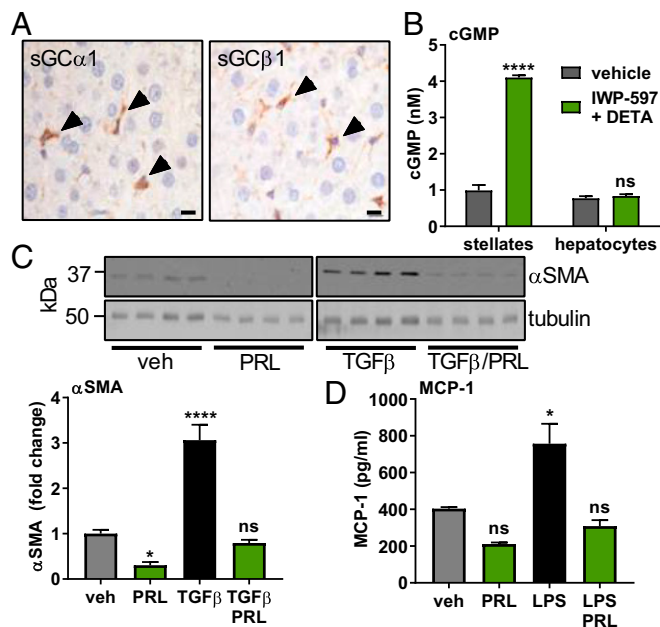 A
sGCα1
sGCβ1
B
cGMP
cGMP (nM)
5
4
3
2
1
0
****
ns
vehicle
IWP-597
+ DETA
stellates
hepatocytes
C
kDa
37
50
αSMA
tubulin
veh
PRL
TGFβ
TGFβ/PRL
αSMA
αSMA (fold change)
4
3
2
1
0
****
*
ns
veh
PRL
TGFβ
TGFβ
PRL
D
MCP-1
MCP-1 (pg/ml)
1000
800
600
400
200
0
ns
*
ns
veh
PRL
LPS
LPS
PRL